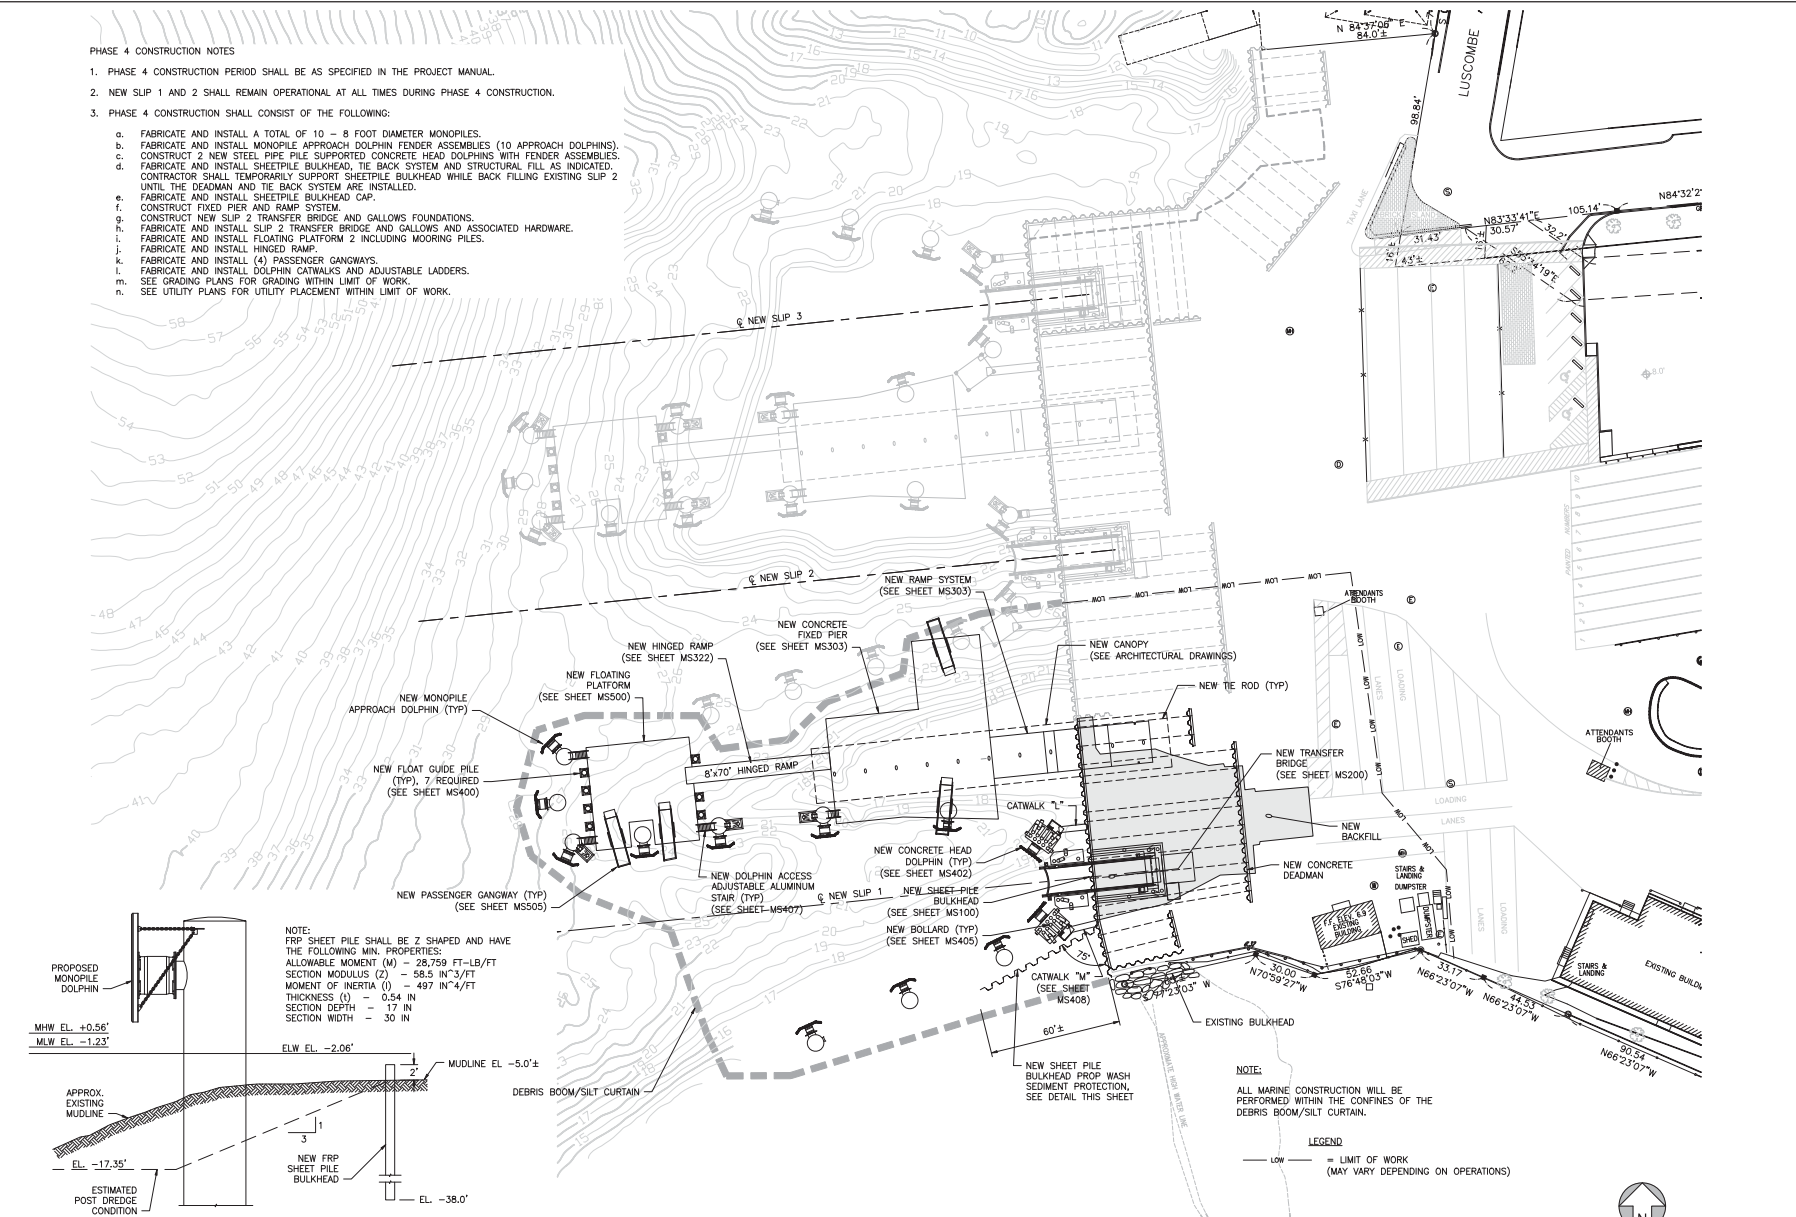 PHASE 4 CONSTRUCTION NOTES
1. PHASE 4 CONSTRUCTION PERIOD SHALL BE AS SPECIFIED IN THE PROJECT MANUAL.
2. NEW SLIP 1 AND 2 SHALL REMAIN OPERATIONAL AT ALL TIMES DURING PHASE 4 CONSTRUCTION.
3. PHASE 4 CONSTRUCTION SHALL CONSIST OF THE FOLLOWING:
a. FABRICATE AND INSTALL A TOTAL OF 10 – 8 FOOT DIAMETER MONOPILES.
b. FABRICATE AND INSTALL MONOPILE APPROACH DOLPHIN FENDER ASSEMBLIES (10 APPROACH DOLPHINS).
c. CONSTRUCT 2 NEW STEEL PIPE PILE SUPPORTED CONCRETE HEAD DOLPHINS WITH FENDER ASSEMBLIES.
d. FABRICATE AND INSTALL SHEETPILE BULKHEAD, TIE BACK SYSTEM AND STRUCTURAL FILL AS INDICATED.
CONTRACTOR SHALL TEMPORARILY SUPPORT SHEETPILE BULKHEAD WHILE BACK FILLING EXISTING SLIP 2
UNTIL THE DEADMAN AND TIE BACK SYSTEM ARE INSTALLED.
e. FABRICATE AND INSTALL SHEETPILE BULKHEAD CAP.
f. CONSTRUCT FIXED PIER AND RAMP SYSTEM.
g. CONSTRUCT NEW SLIP 2 TRANSFER BRIDGE AND GALLOWS FOUNDATIONS.
h. FABRICATE AND INSTALL SLIP 2 TRANSFER BRIDGE AND GALLOWS AND ASSOCIATED HARDWARE.
i. FABRICATE AND INSTALL FLOATING PLATFORM 2 INCLUDING MOORING PILES.
j. FABRICATE AND INSTALL HINGED RAMP.
k. FABRICATE AND INSTALL (4) PASSENGER GANGWAYS.
l. FABRICATE AND INSTALL DOLPHIN CATWALKS AND ADJUSTABLE LADDERS.
m. SEE GRADING PLANS FOR GRADING WITHIN LIMIT OF WORK.
n. SEE UTILITY PLANS FOR UTILITY PLACEMENT WITHIN LIMIT OF WORK.
N 84°37'06" E
84.0'±
LUSCOMBE
98.84'
TAXI LANE
N83°33'41"E
30.57'
31.43'
105.14'
N84°32'2
32.2'
16'±
43'±
S75°34'19"E
8.0'
℄ NEW SLIP 3
℄ NEW SLIP 2
NEW RAMP SYSTEM
(SEE SHEET MS303)
NEW CONCRETE
FIXED PIER
(SEE SHEET MS303)
NEW HINGED RAMP
(SEE SHEET MS322)
NEW FLOATING
PLATFORM
(SEE SHEET MS500)
NEW MONOPILE
APPROACH DOLPHIN (TYP)
NEW FLOAT GUIDE PILE
(TYP), 7 REQUIRED
(SEE SHEET MS400)
8'x70' HINGED RAMP
NEW CANOPY
(SEE ARCHITECTURAL DRAWINGS)
NEW TIE ROD (TYP)
NEW TRANSFER
BRIDGE
(SEE SHEET MS200)
ATTENDANTS
BOOTH
LANES
LOADING
PAINTED
ATTENDANTS
BOOTH
LOADING
LANES
CATWALK "L"
NEW
BACKFILL
NEW CONCRETE HEAD
DOLPHIN (TYP)
(SEE SHEET MS402)
NEW CONCRETE
DEADMAN
NEW SHEET PILE
BULKHEAD
(SEE SHEET MS100)
NEW BOLLARD (TYP)
(SEE SHEET MS405)
℄ NEW SLIP 1
NEW DOLPHIN ACCESS
ADJUSTABLE ALUMINUM
STAIR (TYP)
(SEE SHEET MS407)
NEW PASSENGER GANGWAY (TYP)
(SEE SHEET MS505)
STAIRS &
LANDING
DUMPSTER
DUMPSTER
SHED
F.F. ELEV. 6.9
EXISTING
BUILDING
LANES
LOADING
STAIRS &
LANDING
EXISTING BUILDIN
CATWALK "M"
(SEE SHEET
MS408)
75°
60'±
30.00
N70°59'27"W
52.66
S76°48'03"W
33.17
N66°23'07"W
44.53
N66°23'07"W
90.54
N66°23'07"W
EXISTING BULKHEAD
NEW SHEET PILE
BULKHEAD PROP WASH
SEDIMENT PROTECTION,
SEE DETAIL THIS SHEET
APPROXIMATE HIGH WATER LINE
DEBRIS BOOM/SILT CURTAIN
NOTE:
FRP SHEET PILE SHALL BE Z SHAPED AND HAVE
THE FOLLOWING MIN. PROPERTIES:
ALLOWABLE MOMENT (M) – 28,759 FT–LB/FT
SECTION MODULUS (Z) – 58.5 IN^3/FT
MOMENT OF INERTIA (I) – 497 IN^4/FT
THICKNESS (t) – 0.54 IN
SECTION DEPTH – 17 IN
SECTION WIDTH – 30 IN
PROPOSED
MONOPILE
DOLPHIN
MHW EL. +0.56'
MLW EL. –1.23'
ELW EL. –2.06'
2'
MUDLINE EL –5.0'±
APPROX.
EXISTING
MUDLINE
1
3
EL. –17.35'
NEW FRP
SHEET PILE
BULKHEAD
EL. –38.0'
ESTIMATED
POST DREDGE
CONDITION
NOTE:
ALL MARINE CONSTRUCTION WILL BE
PERFORMED WITHIN THE CONFINES OF THE
DEBRIS BOOM/SILT CURTAIN.
LEGEND
LOW = LIMIT OF WORK
(MAY VARY DEPENDING ON OPERATIONS)
N